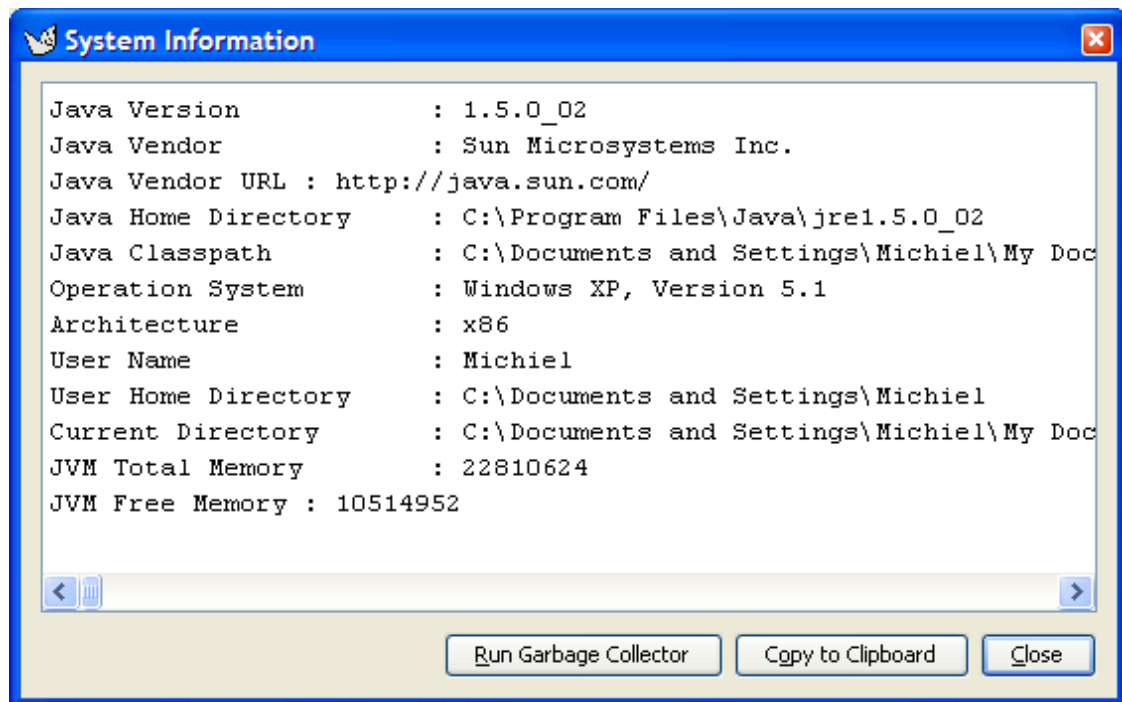 System Information
Java Version : 1.5.0_02
Java Vendor : Sun Microsystems Inc.
Java Vendor URL : http://java.sun.com/
Java Home Directory : C:\Program Files\Java\jre1.5.0_02
Java Classpath : C:\Documents and Settings\Michiel\My Doc
Operation System : Windows XP, Version 5.1
Architecture : x86
User Name : Michiel
User Home Directory : C:\Documents and Settings\Michiel
Current Directory : C:\Documents and Settings\Michiel\My Doc
JVM Total Memory : 22810624
JVM Free Memory : 10514952
Run Garbage Collector Copy to Clipboard Close